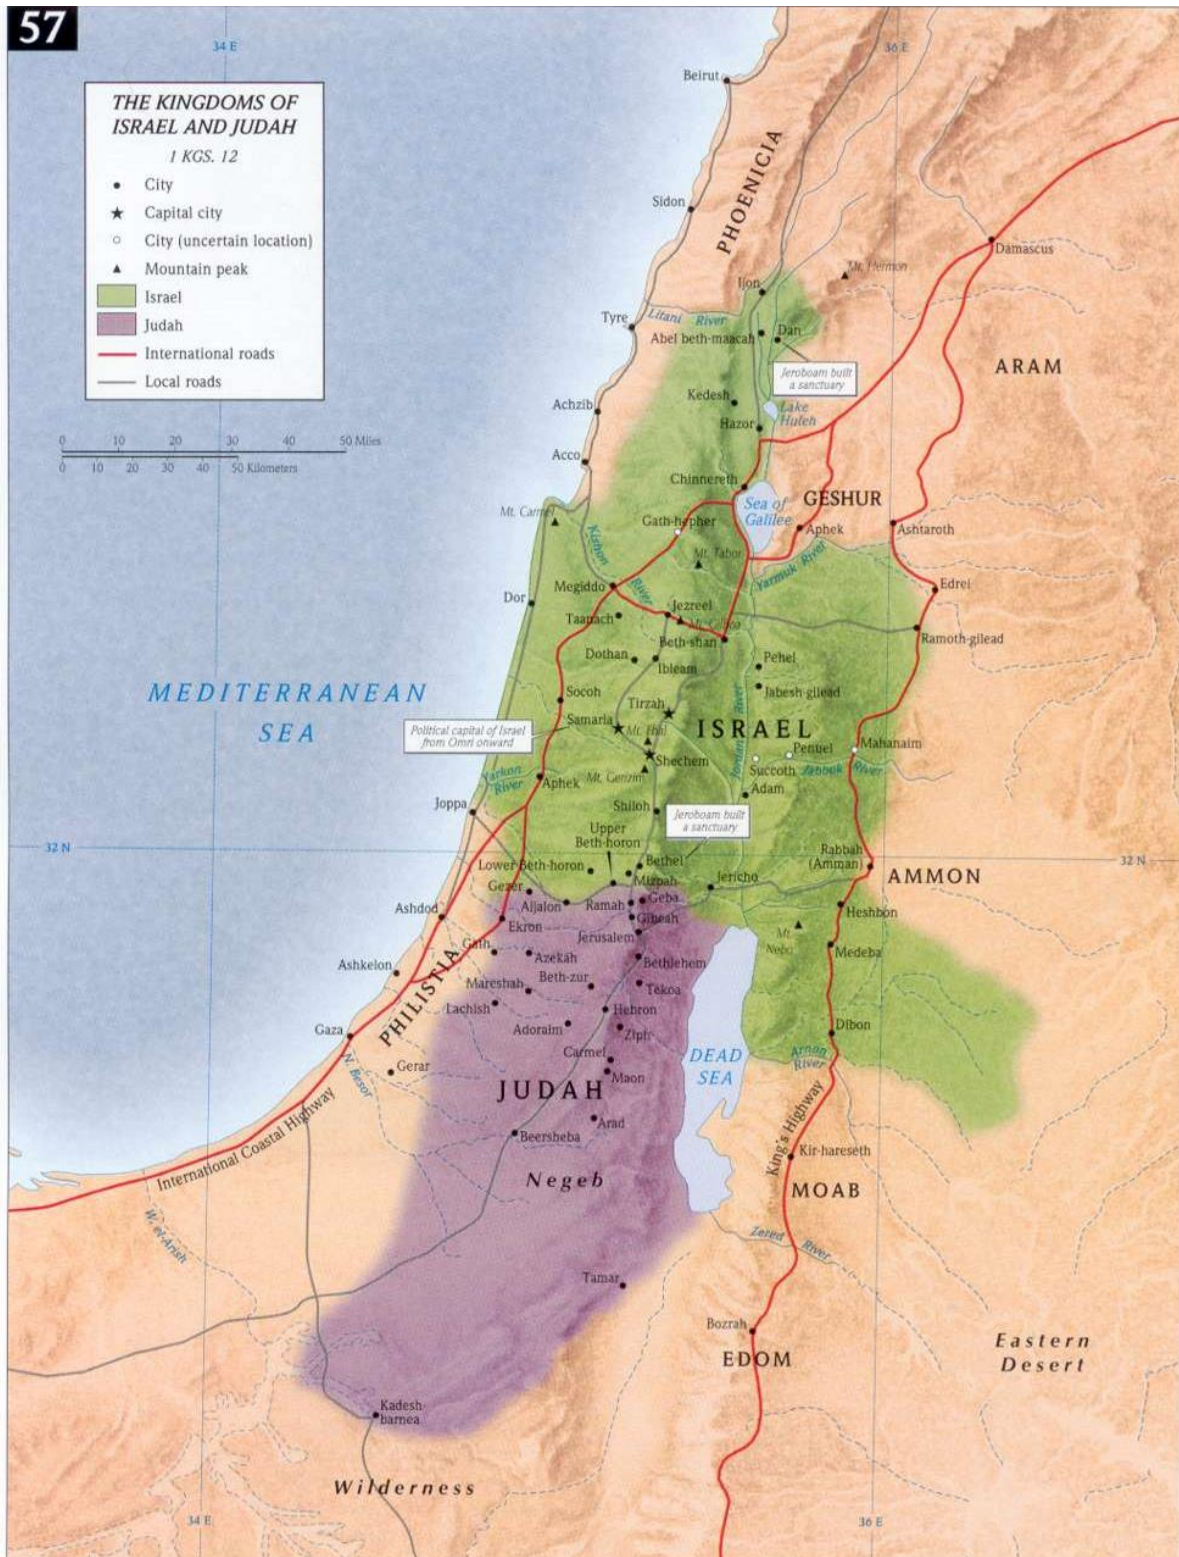 57
34 E
36 E
THE KINGDOMS OF
ISRAEL AND JUDAH
1 KGS. 12
City
Capital city
City (uncertain location)
Mountain peak
Israel
Judah
International roads
Local roads
0 10 20 30 40 50 Miles
0 10 20 30 40 50 Kilometers
Beirut
PHOENICIA
Sidon
Damascus
Mt. Hermon
Ijon
Tyre
Litani River
Abel beth-maacah
Dan
Jeroboam built
a sanctuary
ARAM
Kedesh
Achzib
Lake
Huleh
Hazor
Acco
Chinnereth
GESHUR
Sea of
Galilee
Mt. Carmel
Gath-hepher
Aphek
Ashtaroth
Kishon
River
Mt. Tabor
Yarmuk River
Megiddo
Edrei
Dor
Jezreel
Taanach
Mt. Gilboa
Ramoth-gilead
Beth-shan
Dothan
Ibleam
Pehel
MEDITERRANEAN
SEA
Socoh
Jabesh-gilead
Tirzah
Samaria
ISRAEL
Jordan River
Political capital of Israel
from Omri onward
Mt. Ebal
Penuel
Mahanaim
Shechem
Succoth
Jabbok River
Mt. Gerizim
Yarkon
River
Aphek
Adam
Joppa
Shiloh
Jeroboam built
a sanctuary
Upper
Beth-horon
32 N
32 N
Lower Beth-horon
Bethel
Rabbah
(Amman)
AMMON
Mizpah
Jericho
Gezer
Geba
Aijalon
Ramah
Heshbon
Ashdod
Ekron
Gibeah
Mt.
Nebo
Jerusalem
Gath
Medeba
Azekah
Bethlehem
Ashkelon
PHILISTIA
Beth-zur
Mareshah
Tekoa
Lachish
Hebron
Gaza
Adoraim
Ziph
Dibon
DEAD
SEA
Arnon
River
Carmel
N. Besor
Gerar
Maon
JUDAH
King's Highway
International Coastal Highway
Arad
Beersheba
Kir-hareseth
Negeb
MOAB
W. el-Arish
Zered River
Tamar
Bozrah
EDOM
Eastern
Desert
Kadesh-
barnea
Wilderness
34 E
36 E